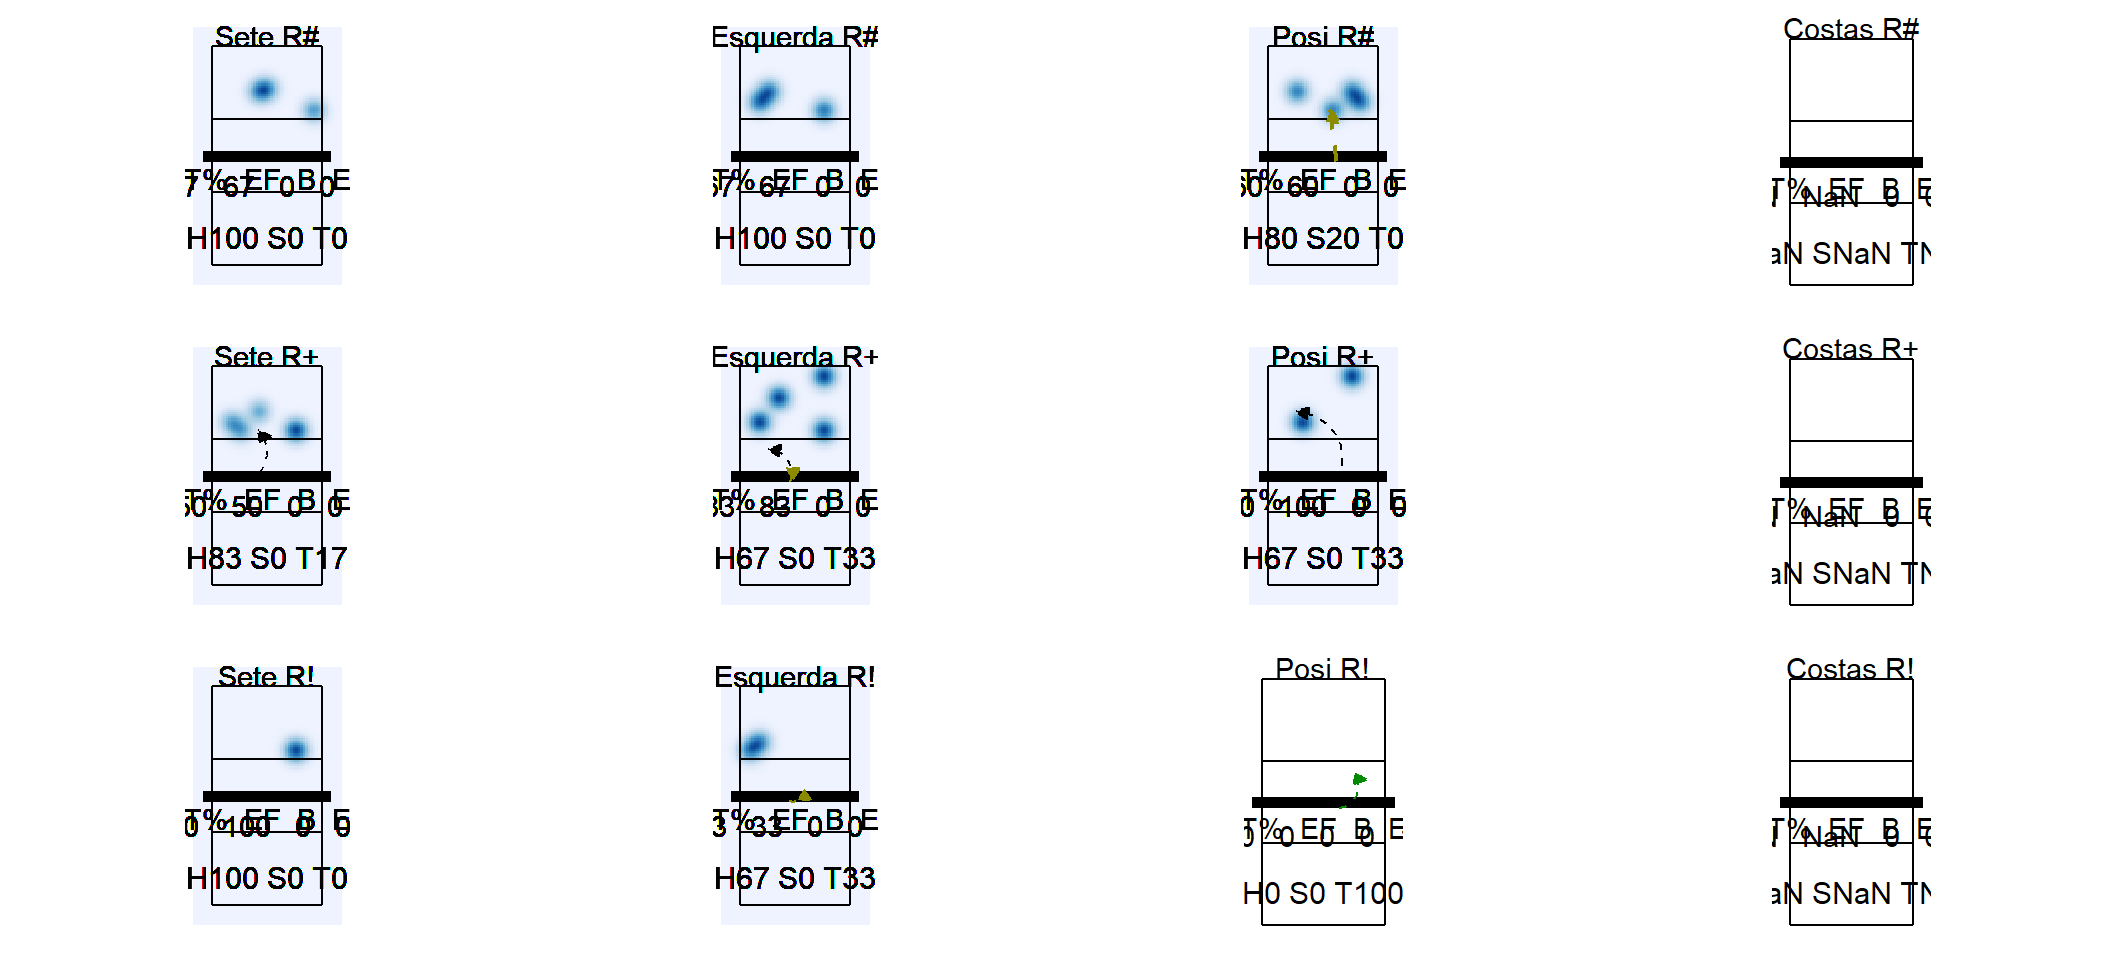 Sete R#
Esquerda R#
Posi R#
Costas R#
T% EF B E
67 0 0
T% EF B E
67 0 0
T% EF B E
60 0 0
T% EF B E
NaN 0
H100 S0 T0
H100 S0 T0
H80 S20 T0
aN SNaN TN
Sete R+
Esquerda R+
Posi R+
Costas R+
T% EF B E
50 0 0
T% EF B E
83 0 0
T% EF B E
0 100 0 0
T% EF B E
NaN 0
H83 S0 T17
H67 S0 T33
H67 S0 T33
aN SNaN TN
Sete R!
Esquerda R!
Posi R!
Costas R!
T% EF B E
0 100 0 0
T% EF B E
3 33 0 0
T% EF B E
0 0 0 0
T% EF B E
NaN 0
H100 S0 T0
H67 S0 T33
H0 S0 T100
aN SNaN TN